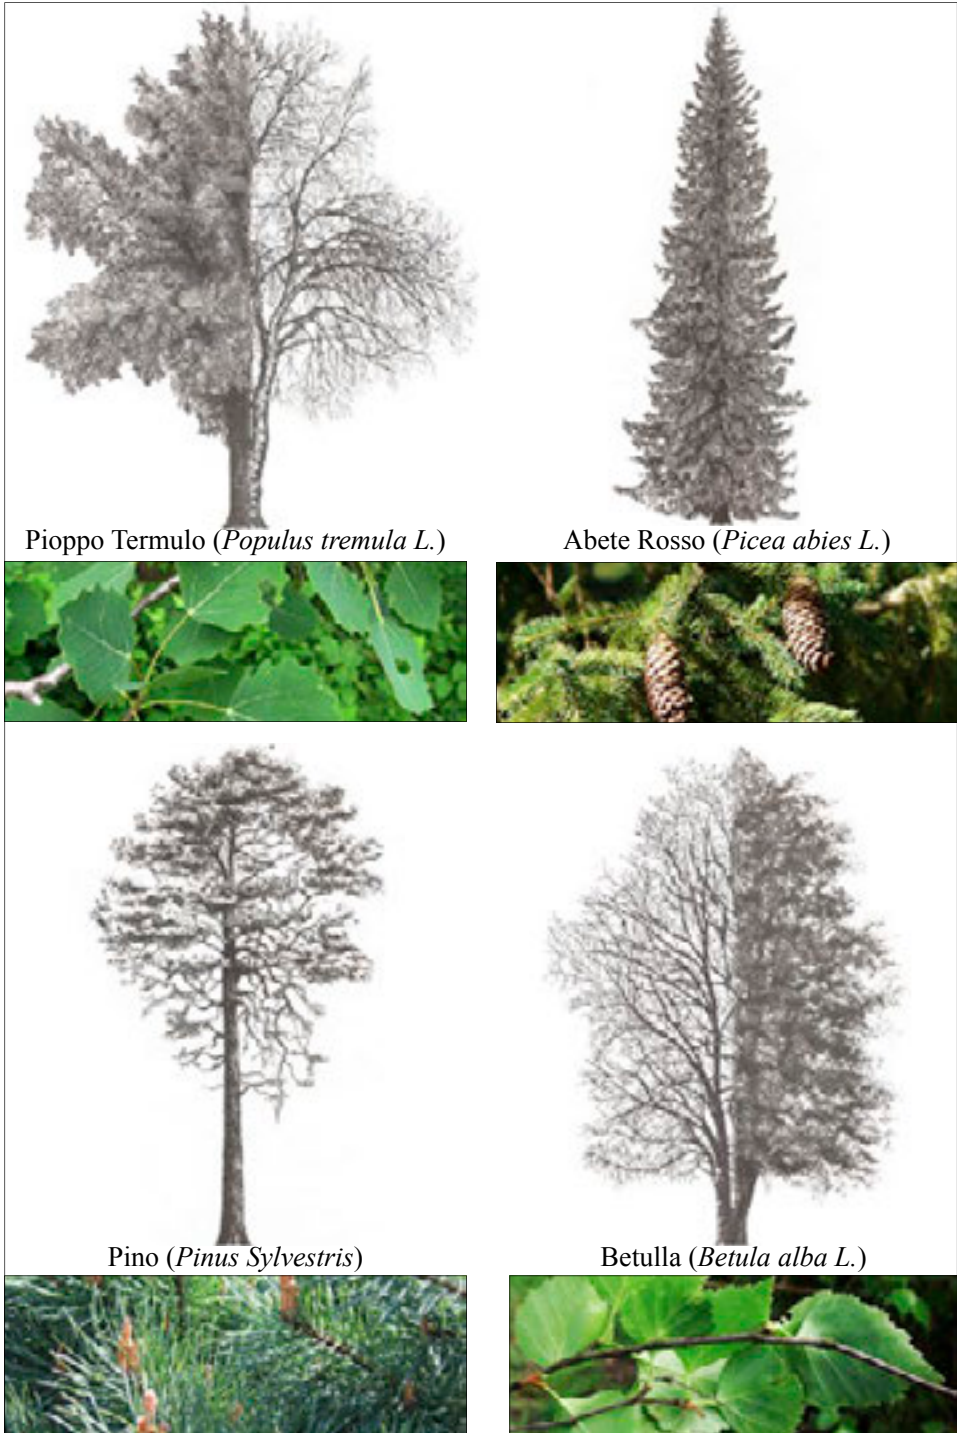 Pioppo Termulo (Populus tremula L.)
Abete Rosso (Picea abies L.)
Pino (Pinus Sylvestris)
Betulla (Betula alba L.)